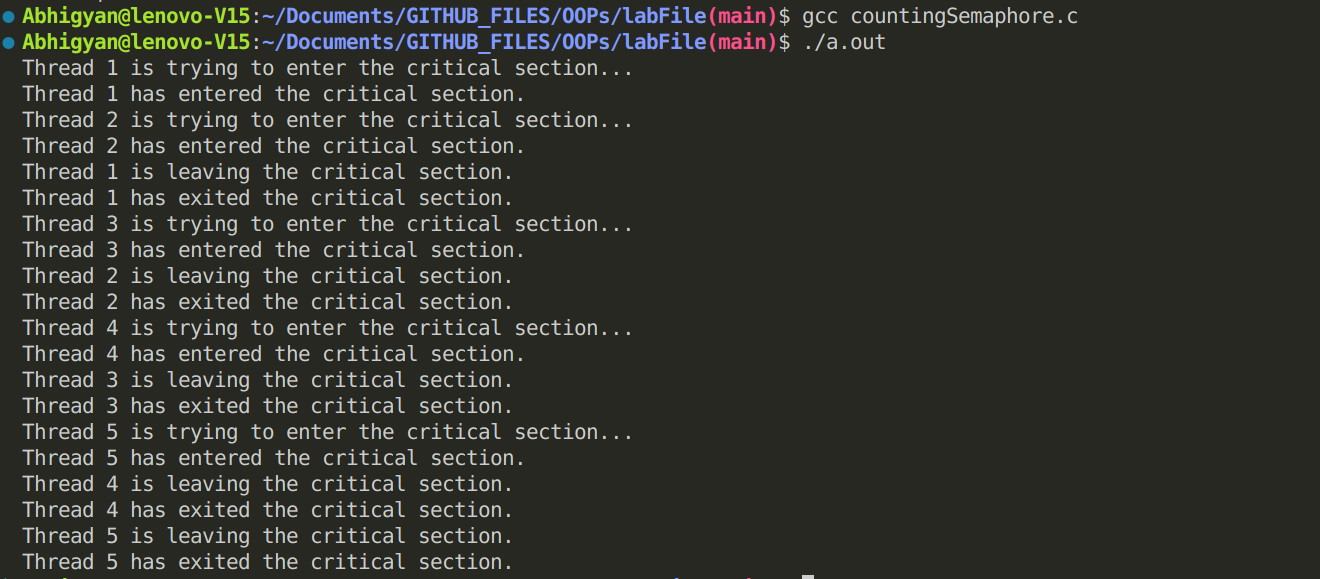 Abhigyan@lenovo-V15:~/Documents/GITHUB_FILES/OOPs/labFile(main)$ gcc countingSemaphore.c
Abhigyan@lenovo-V15:~/Documents/GITHUB_FILES/OOPs/labFile(main)$ ./a.out
Thread 1 is trying to enter the critical section...
Thread 1 has entered the critical section.
Thread 2 is trying to enter the critical section...
Thread 2 has entered the critical section.
Thread 1 is leaving the critical section.
Thread 1 has exited the critical section.
Thread 3 is trying to enter the critical section...
Thread 3 has entered the critical section.
Thread 2 is leaving the critical section.
Thread 2 has exited the critical section.
Thread 4 is trying to enter the critical section...
Thread 4 has entered the critical section.
Thread 3 is leaving the critical section.
Thread 3 has exited the critical section.
Thread 5 is trying to enter the critical section...
Thread 5 has entered the critical section.
Thread 4 is leaving the critical section.
Thread 4 has exited the critical section.
Thread 5 is leaving the critical section.
Thread 5 has exited the critical section.